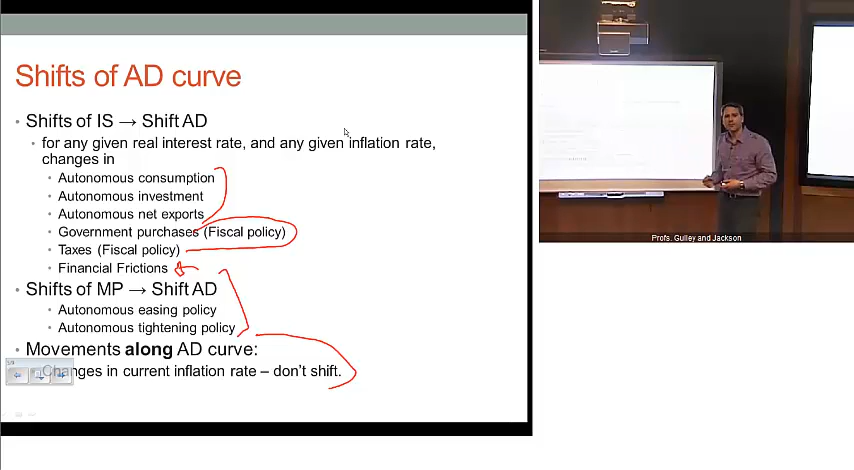 Shifts of AD curve
• Shifts of IS → Shift AD
• for any given real interest rate, and any given inflation rate,
changes in
• Autonomous consumption
• Autonomous investment
• Autonomous net exports
• Government purchases (Fiscal policy)
• Taxes (Fiscal policy)
• Financial Frictions
• Shifts of MP → Shift AD
• Autonomous easing policy
• Autonomous tightening policy
• Movements along AD curve:
Changes in current inflation rate – don't shift.
Profs. Gulley and Jackson